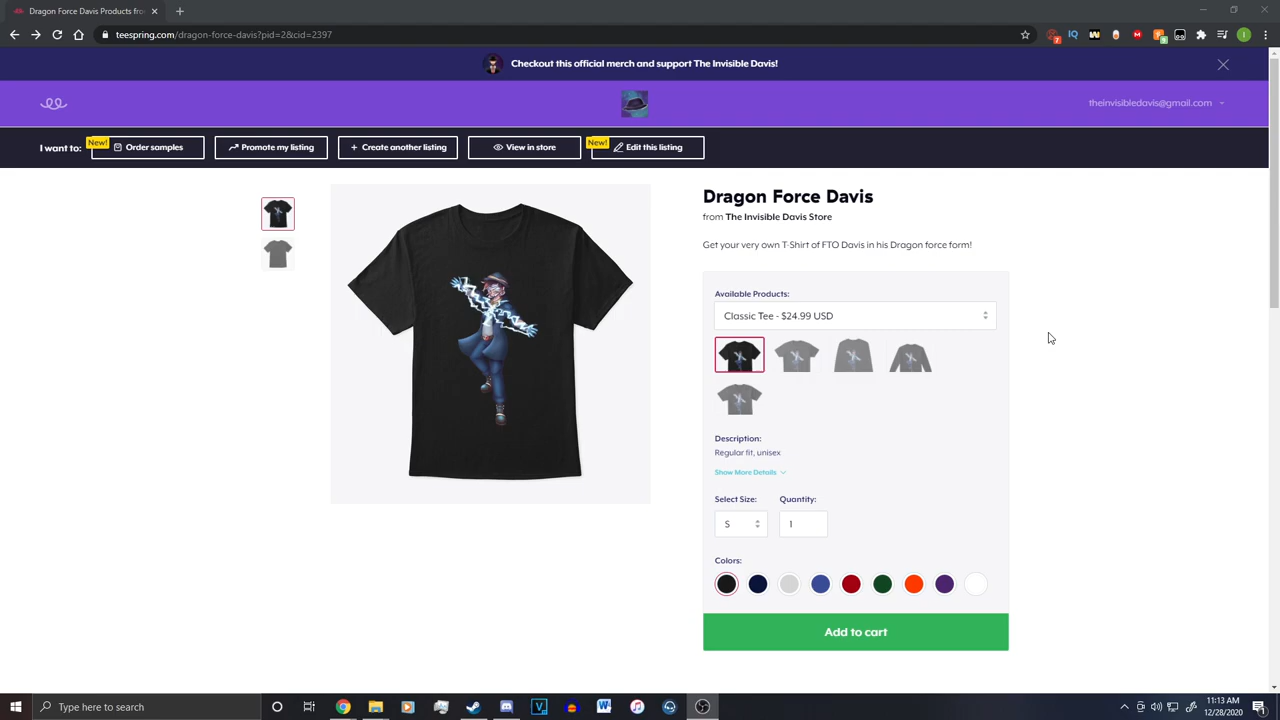 Dragon Force Davis Products from
teespring.com/dragon-force-davis?pid=2&cid=2397
Checkout this official merch and support The Invisible Davis!
theinvisibledavis@gmail.com
I want to:
New!
Order samples
Promote my listing
+ Create another listing
View in store
New!
Edit this listing
Dragon Force Davis
from The Invisible Davis Store
Get your very own T-Shirt of FTO Davis in his Dragon force form!
Available Products:
Classic Tee - $24.99 USD
Description:
Regular fit, unisex
Show More Details
Select Size: Quantity:
S 1
Colors:
Add to cart
Type here to search
11:13 AM
12/28/2020